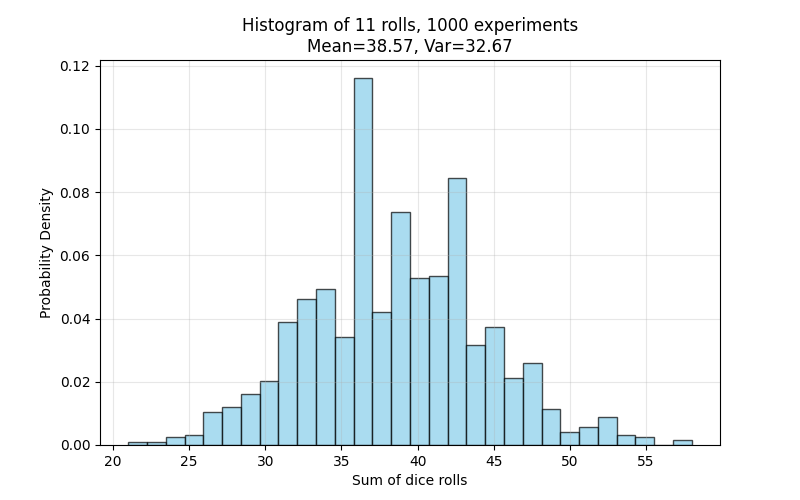 Histogram of 11 rolls, 1000 experiments
Mean=38.57, Var=32.67
Probability Density
0.12
0.10
0.08
0.06
0.04
0.02
0.00
20 25 30 35 40 45 50 55
Sum of dice rolls